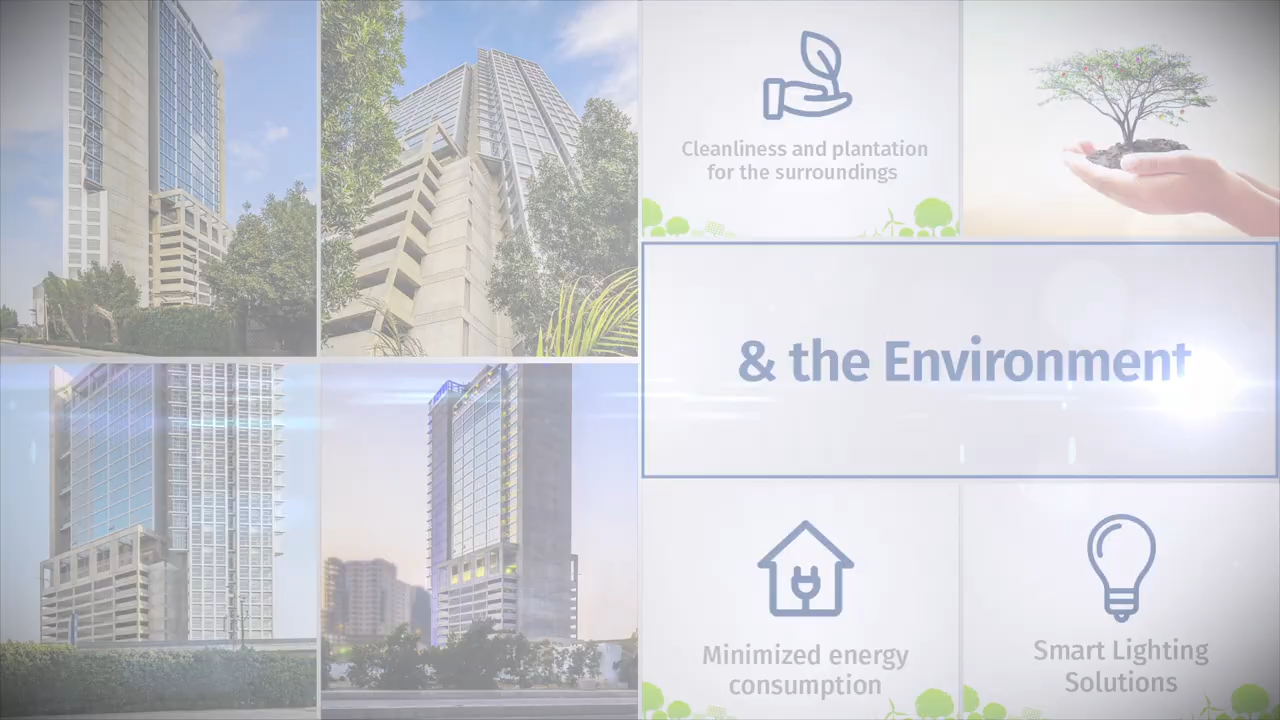 Cleanliness and plantation
for the surroundings
& the Environment
Minimized energy
consumption
Smart Lighting
Solutions